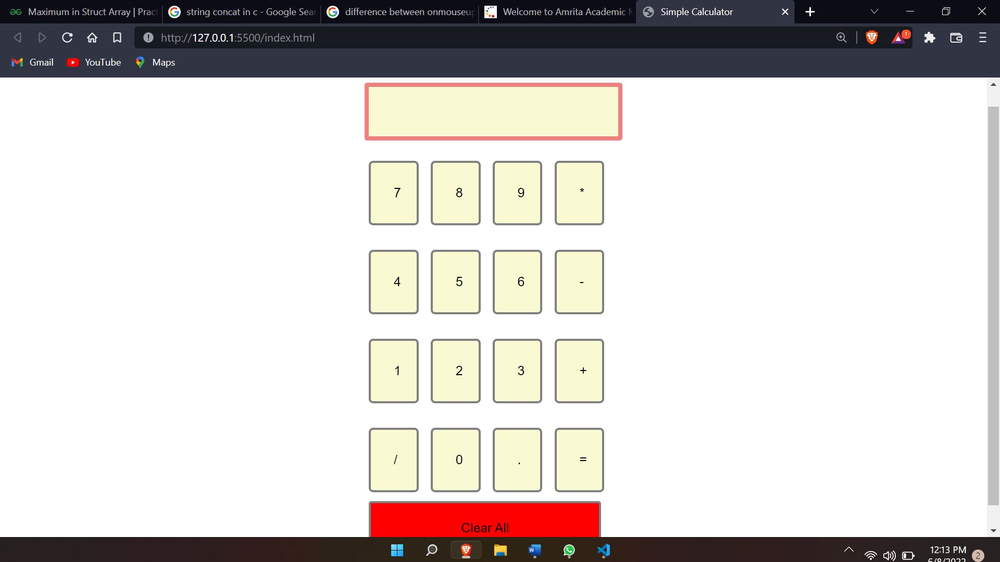 Maximum in Struct Array | Pract
string concat in c - Google Sear
difference between onmouseup
Welcome to Amrita Academic M
Simple Calculator
http://127.0.0.1:5500/index.html
1
Gmail
YouTube
Maps
7 8 9 *
4 5 6 -
1 2 3 +
/ 0 . =
Clear All
12:13 PM
6/8/2022
2